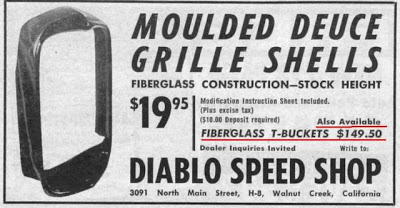 MOULDED DEUCE
GRILLE SHELLS
FIBERGLASS CONSTRUCTION—STOCK HEIGHT
$19.95
Modification Instruction Sheet Included.
(Plus excise tax)
($10.00 Deposit required)
Also Available
FIBERGLASS T-BUCKETS $149.50
Dealer Inquiries Invited
Write to:
DIABLO SPEED SHOP
3091 North Main Street, H-8, Walnut Creek, California